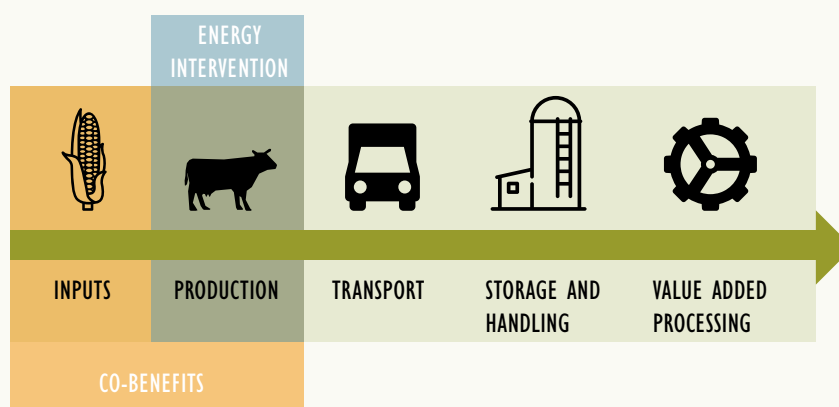 ENERGY
INTERVENTION
INPUTS
PRODUCTION
TRANSPORT
STORAGE AND
HANDLING
VALUE ADDED
PROCESSING
CO-BENEFITS